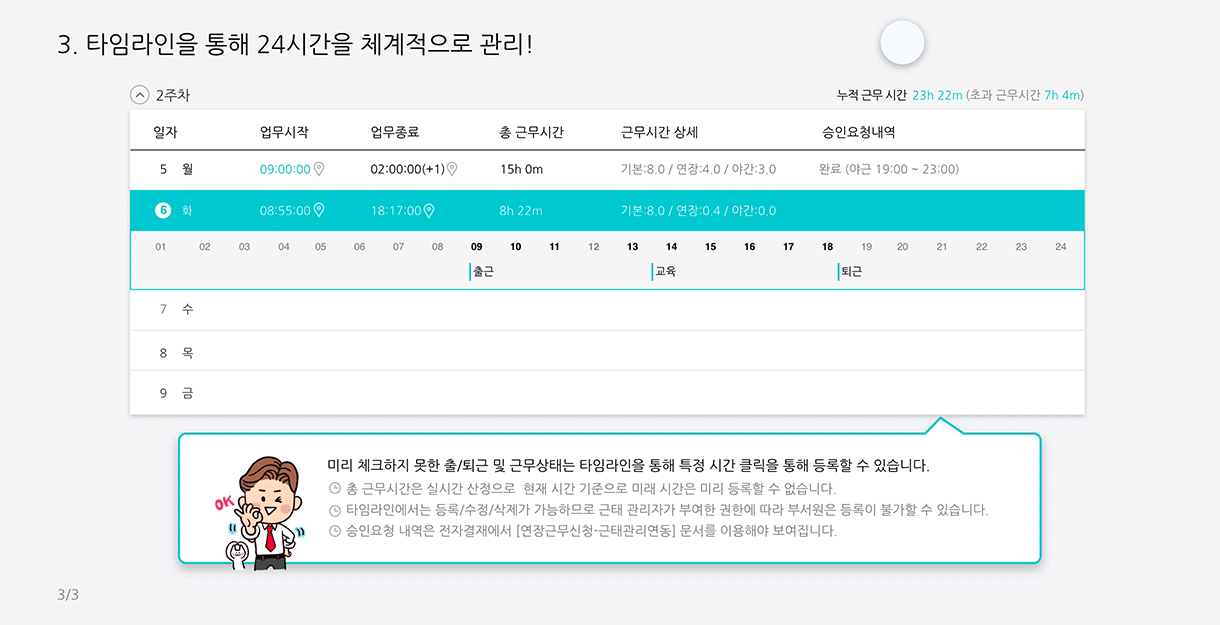 3. 타임라인을 통해 24시간을 체계적으로 관리!
2주차
누적 근무 시간 23h 22m (초과 근무시간 7h 4m)
일자 업무시작 업무종료 총 근무시간 근무시간 상세 승인요청내역
5 월 09:00:00 02:00:00(+1) 15h 0m 기본:8.0 / 연장:4.0 / 야간:3.0 완료 (야근 19:00 ~ 23:00)
6 화 08:55:00 18:17:00 8h 22m 기본:8.0 / 연장:0.4 / 야간:0.0
01 02 03 04 05 06 07 08 09 10 11 12 13 14 15 16 17 18 19 20 21 22 23 24
출근 교육 퇴근
7 수
8 목
9 금
미리 체크하지 못한 출/퇴근 및 근무상태는 타임라인을 통해 특정 시간 클릭을 통해 등록할 수 있습니다.
총 근무시간은 실시간 산정으로 현재 시간 기준으로 미래 시간은 미리 등록할 수 없습니다.
타임라인에서는 등록/수정/삭제가 가능하므로 근태 관리자가 부여한 권한에 따라 부서원은 등록이 불가할 수 있습니다.
승인요청 내역은 전자결재에서 [연장근무신청-근태관리연동] 문서를 이용해야 보여집니다.
OK
3/3